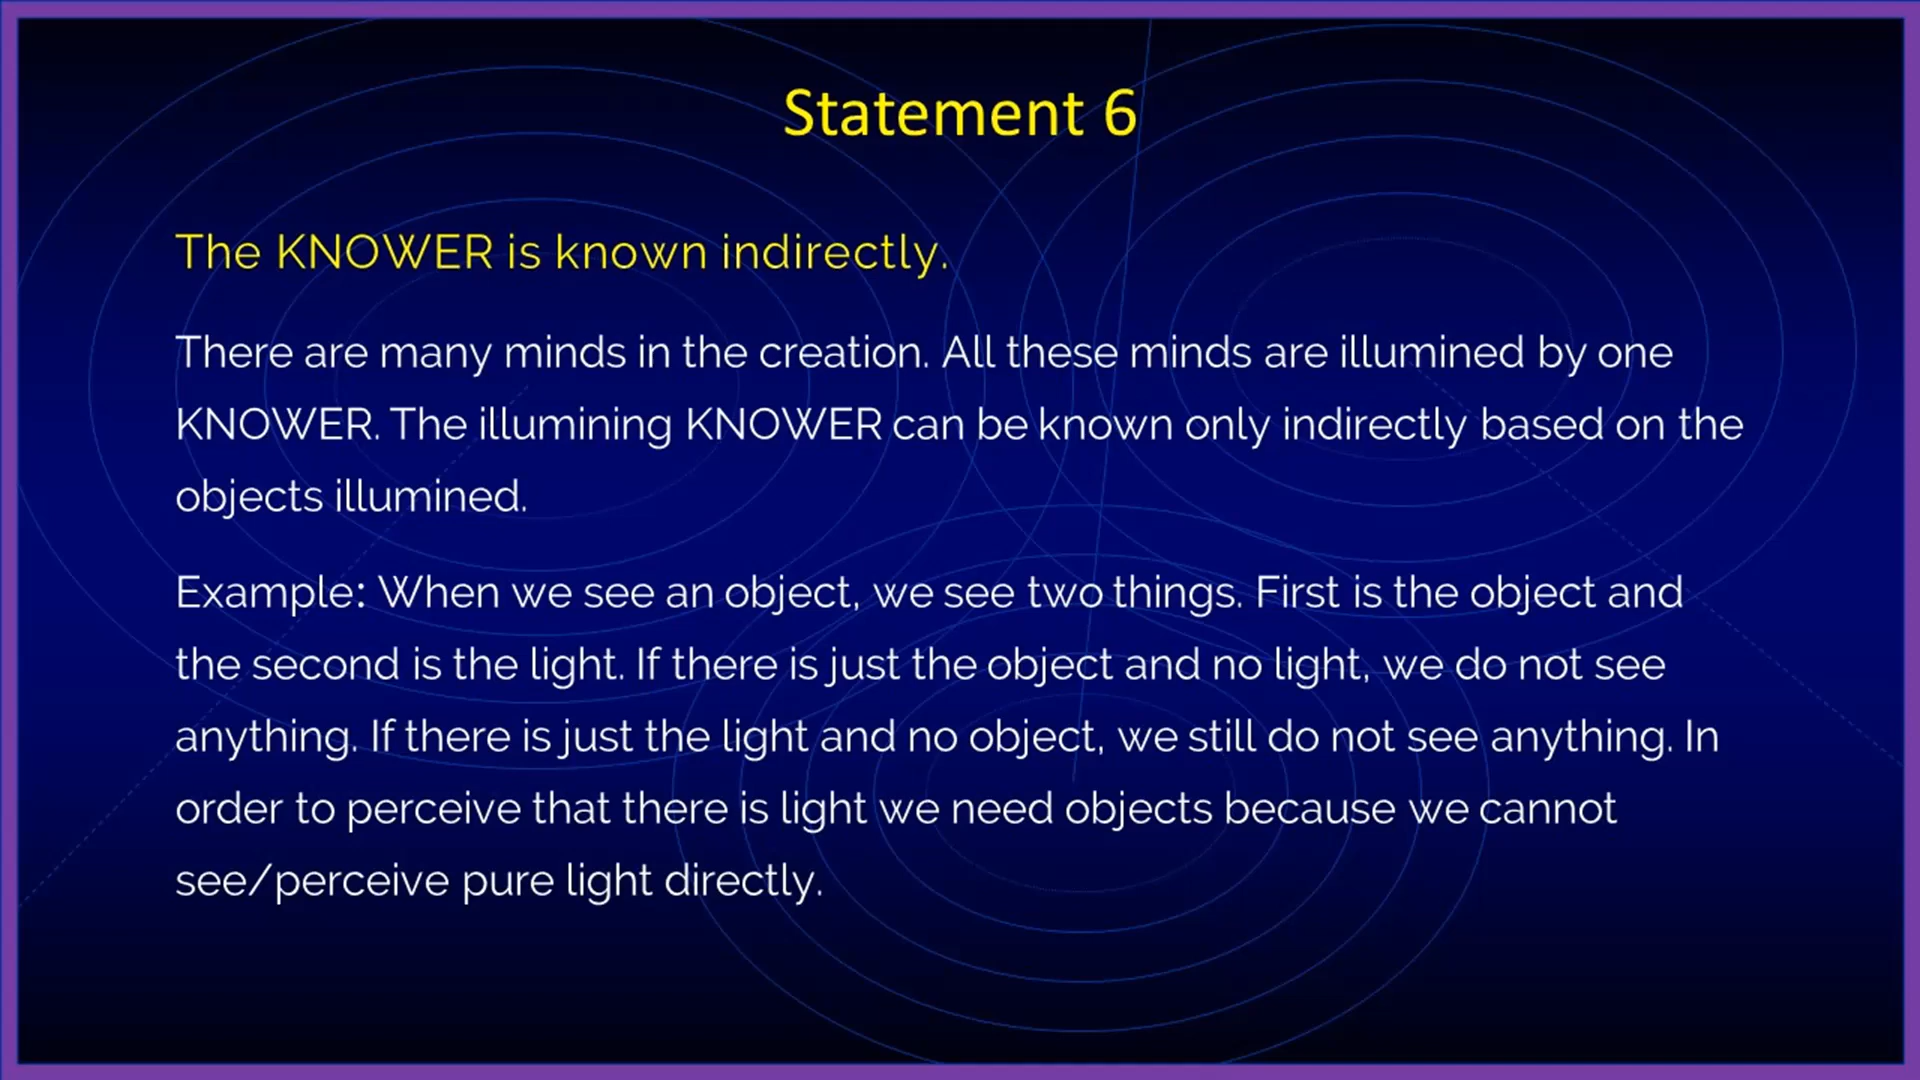 Statement 6
The KNOWER is known indirectly.
There are many minds in the creation. All these minds are illumined by one
KNOWER. The illumining KNOWER can be known only indirectly based on the
objects illumined.
Example: When we see an object, we see two things. First is the object and
the second is the light. If there is just the object and no light, we do not see
anything. If there is just the light and no object, we still do not see anything. In
order to perceive that there is light we need objects because we cannot
see/perceive pure light directly.